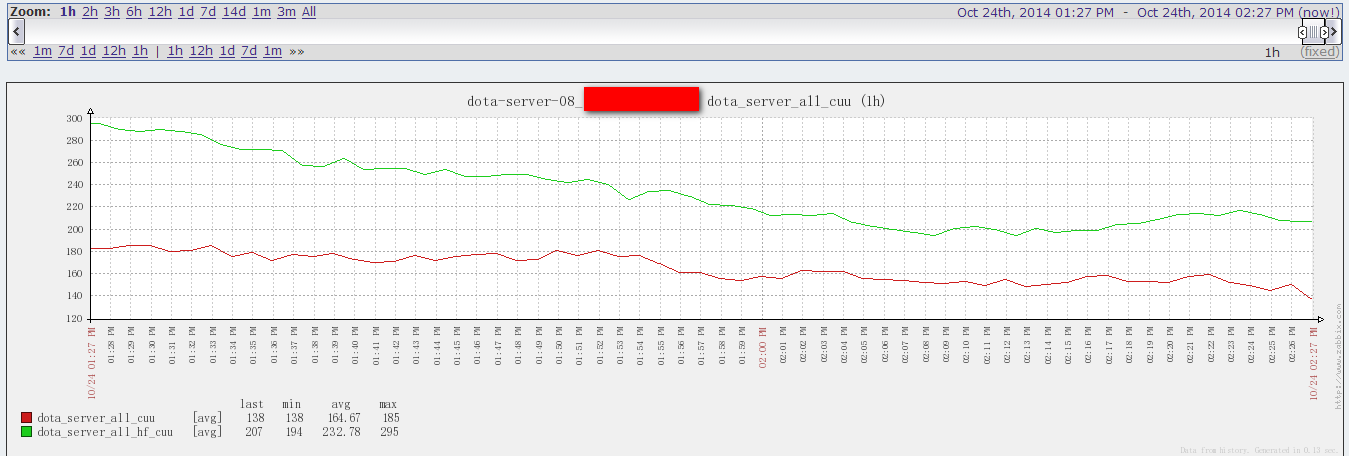 Zoom: 1h 2h 3h 6h 12h 1d 7d 14d 1m 3m All Oct 24th, 2014 01:27 PM - Oct 24th, 2014 02:27 PM (now!)
«« 1m 7d 1d 12h 1h | 1h 12h 1d 7d 1m »» 1h (fixed)
dota-server-08_ dota_server_all_cuu (1h)
300
280
260
240
220
200
180
160
140
120
10/24 01:27 PM
01:28 PM
01:29 PM
01:30 PM
01:31 PM
01:32 PM
01:33 PM
01:34 PM
01:35 PM
01:36 PM
01:37 PM
01:38 PM
01:39 PM
01:40 PM
01:41 PM
01:42 PM
01:43 PM
01:44 PM
01:45 PM
01:46 PM
01:47 PM
01:48 PM
01:49 PM
01:50 PM
01:51 PM
01:52 PM
01:53 PM
01:54 PM
01:55 PM
01:56 PM
01:57 PM
01:58 PM
01:59 PM
02:00 PM
02:01 PM
02:02 PM
02:03 PM
02:04 PM
02:05 PM
02:06 PM
02:07 PM
02:08 PM
02:09 PM
02:10 PM
02:11 PM
02:12 PM
02:13 PM
02:14 PM
02:15 PM
02:16 PM
02:17 PM
02:18 PM
02:19 PM
02:20 PM
02:21 PM
02:22 PM
02:23 PM
02:24 PM
02:25 PM
02:26 PM
10/24 02:27 PM
http://www.zabbix.com
last min avg max
dota_server_all_cuu [avg] 138 138 164.67 185
dota_server_all_hf_cuu [avg] 207 194 232.78 295
Data from history. Generated in 0.13 sec.